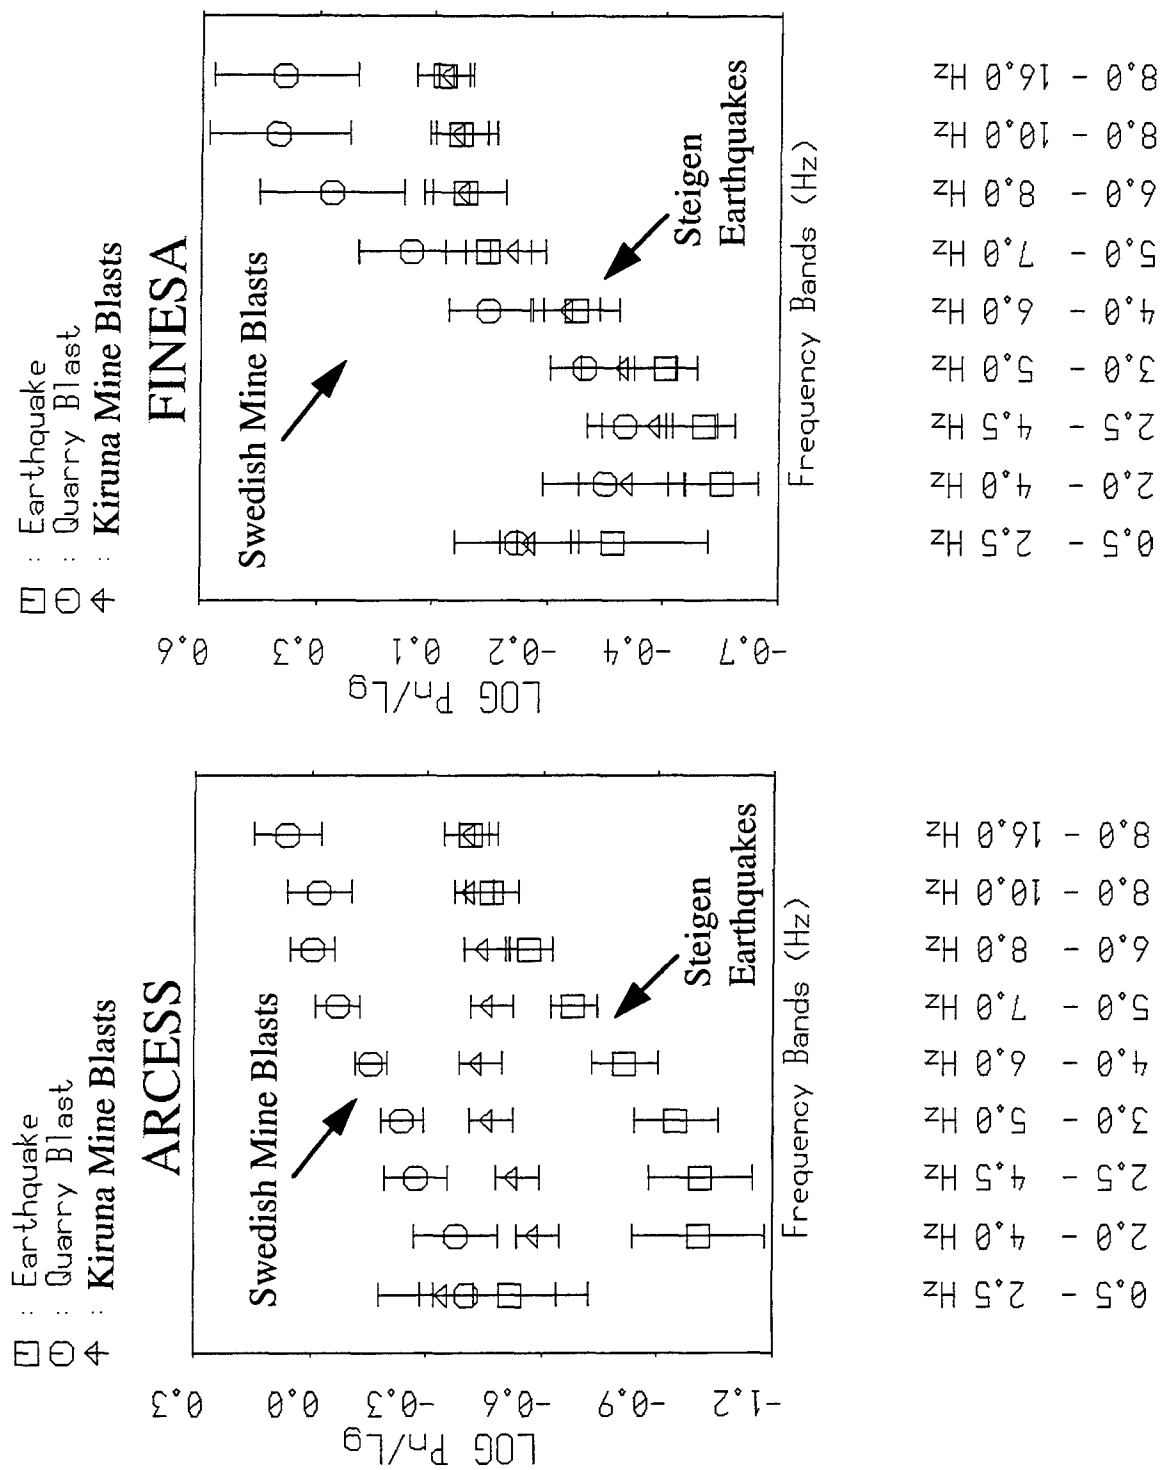 : Earthquake
: Quarry Blast
: Kiruna Mine Blasts
ARCESS
LOG Pn/Lg
0.3
0.0
-0.3
-0.6
-0.9
-1.2
Swedish Mine Blasts
Steigen
Earthquakes
Frequency Bands (Hz)
0.5 - 2.5 Hz
2.0 - 4.0 Hz
2.5 - 4.5 Hz
3.0 - 5.0 Hz
4.0 - 6.0 Hz
5.0 - 7.0 Hz
6.0 - 8.0 Hz
8.0 - 10.0 Hz
8.0 - 16.0 Hz
: Earthquake
: Quarry Blast
: Kiruna Mine Blasts
FINESA
LOG Pn/Lg
0.6
0.3
0.1
-0.2
-0.4
-0.7
Swedish Mine Blasts
Steigen
Earthquakes
Frequency Bands (Hz)
0.5 - 2.5 Hz
2.0 - 4.0 Hz
2.5 - 4.5 Hz
3.0 - 5.0 Hz
4.0 - 6.0 Hz
5.0 - 7.0 Hz
6.0 - 8.0 Hz
8.0 - 10.0 Hz
8.0 - 16.0 Hz